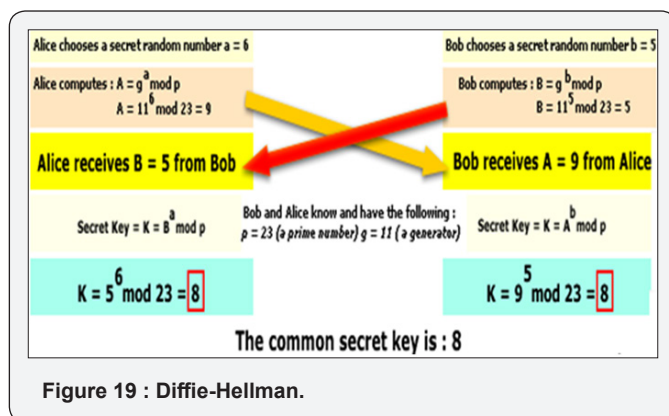 Alice chooses a secret random number a = 6
Bob chooses a secret random number b = 5
Alice computes : A = g^a mod p
A = 11^6 mod 23 = 9
Bob computes : B = g^b mod p
B = 11^5 mod 23 = 5
Alice receives B = 5 from Bob
Bob receives A = 9 from Alice
Secret Key = K = B^a mod p
Bob and Alice know and have the following :
p = 23 (a prime number) g = 11 (a generator)
Secret Key = K = A^b mod p
K = 5^6 mod 23 = 8
K = 9^5 mod 23 = 8
The common secret key is : 8
Figure 19 : Diffie-Hellman.